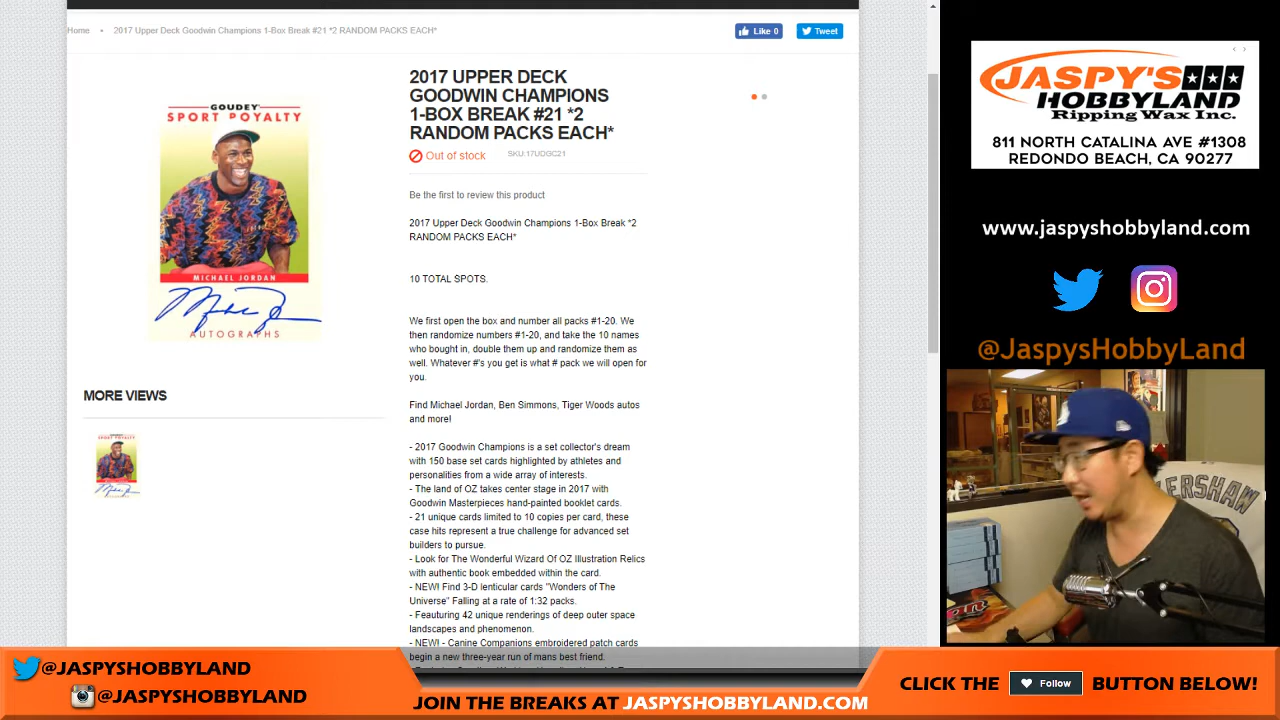 Home • 2017 Upper Deck Goodwin Champions 1-Box Break #21 *2 RANDOM PACKS EACH*
Like 0
Tweet
GOUDEY
SPORT ROYALTY
MICHAEL JORDAN
AUTOGRAPHS
MORE VIEWS
2017 UPPER DECK
GOODWIN CHAMPIONS
1-BOX BREAK #21 *2
RANDOM PACKS EACH*
Out of stock
SKU:17UDGC21
Be the first to review this product
2017 Upper Deck Goodwin Champions 1-Box Break *2
RANDOM PACKS EACH*
10 TOTAL SPOTS.
We first open the box and number all packs #1-20. We
then randomize numbers #1-20, and take the 10 names
who bought in, double them up and randomize them as
well. Whatever #'s you get is what # pack we will open for
you.
Find Michael Jordan, Ben Simmons, Tiger Woods autos
and more!
- 2017 Goodwin Champions is a set collector's dream
with 150 base set cards highlighted by athletes and
personalities from a wide array of interests.
- The land of OZ takes center stage in 2017 with
Goodwin Masterpieces hand-painted booklet cards.
- 21 unique cards limited to 10 copies per card, these
case hits represent a true challenge for advanced set
builders to pursue.
- Look for The Wonderful Wizard Of OZ Illustration Relics
with authentic book embedded within the card.
- NEW! Find 3-D lenticular cards "Wonders of The
Universe" Falling at a rate of 1:32 packs.
- Feauturing 42 unique renderings of deep outer space
landscapes and phenomenon.
- NEW! - Canine Companions embroidered patch cards
begin a new three-year run of mans best friend.
JASPY'S
HOBBYLAND
Ripping Wax Inc.
811 NORTH CATALINA AVE #1308
REDONDO BEACH, CA 90277
www.jaspyshobbyland.com
@JaspysHobbyLand
ERSHAW
@JASPYSHOBBYLAND
@JASPYSHOBBYLAND
JOIN THE BREAKS AT JASPYSHOBBYLAND.COM
CLICK THE Follow BUTTON BELOW!